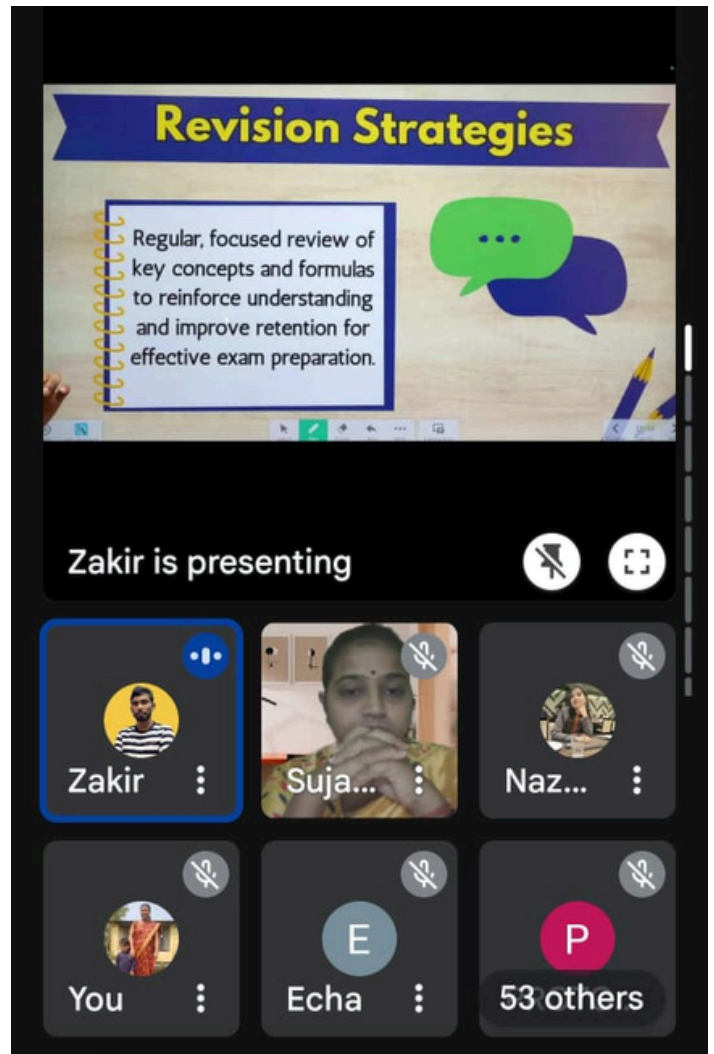 Revision Strategies
Regular, focused review of
key concepts and formulas
to reinforce understanding
and improve retention for
effective exam preparation.
Zakir is presenting
Zakir
Suja...
Naz...
You
Echa
E
P
53 others